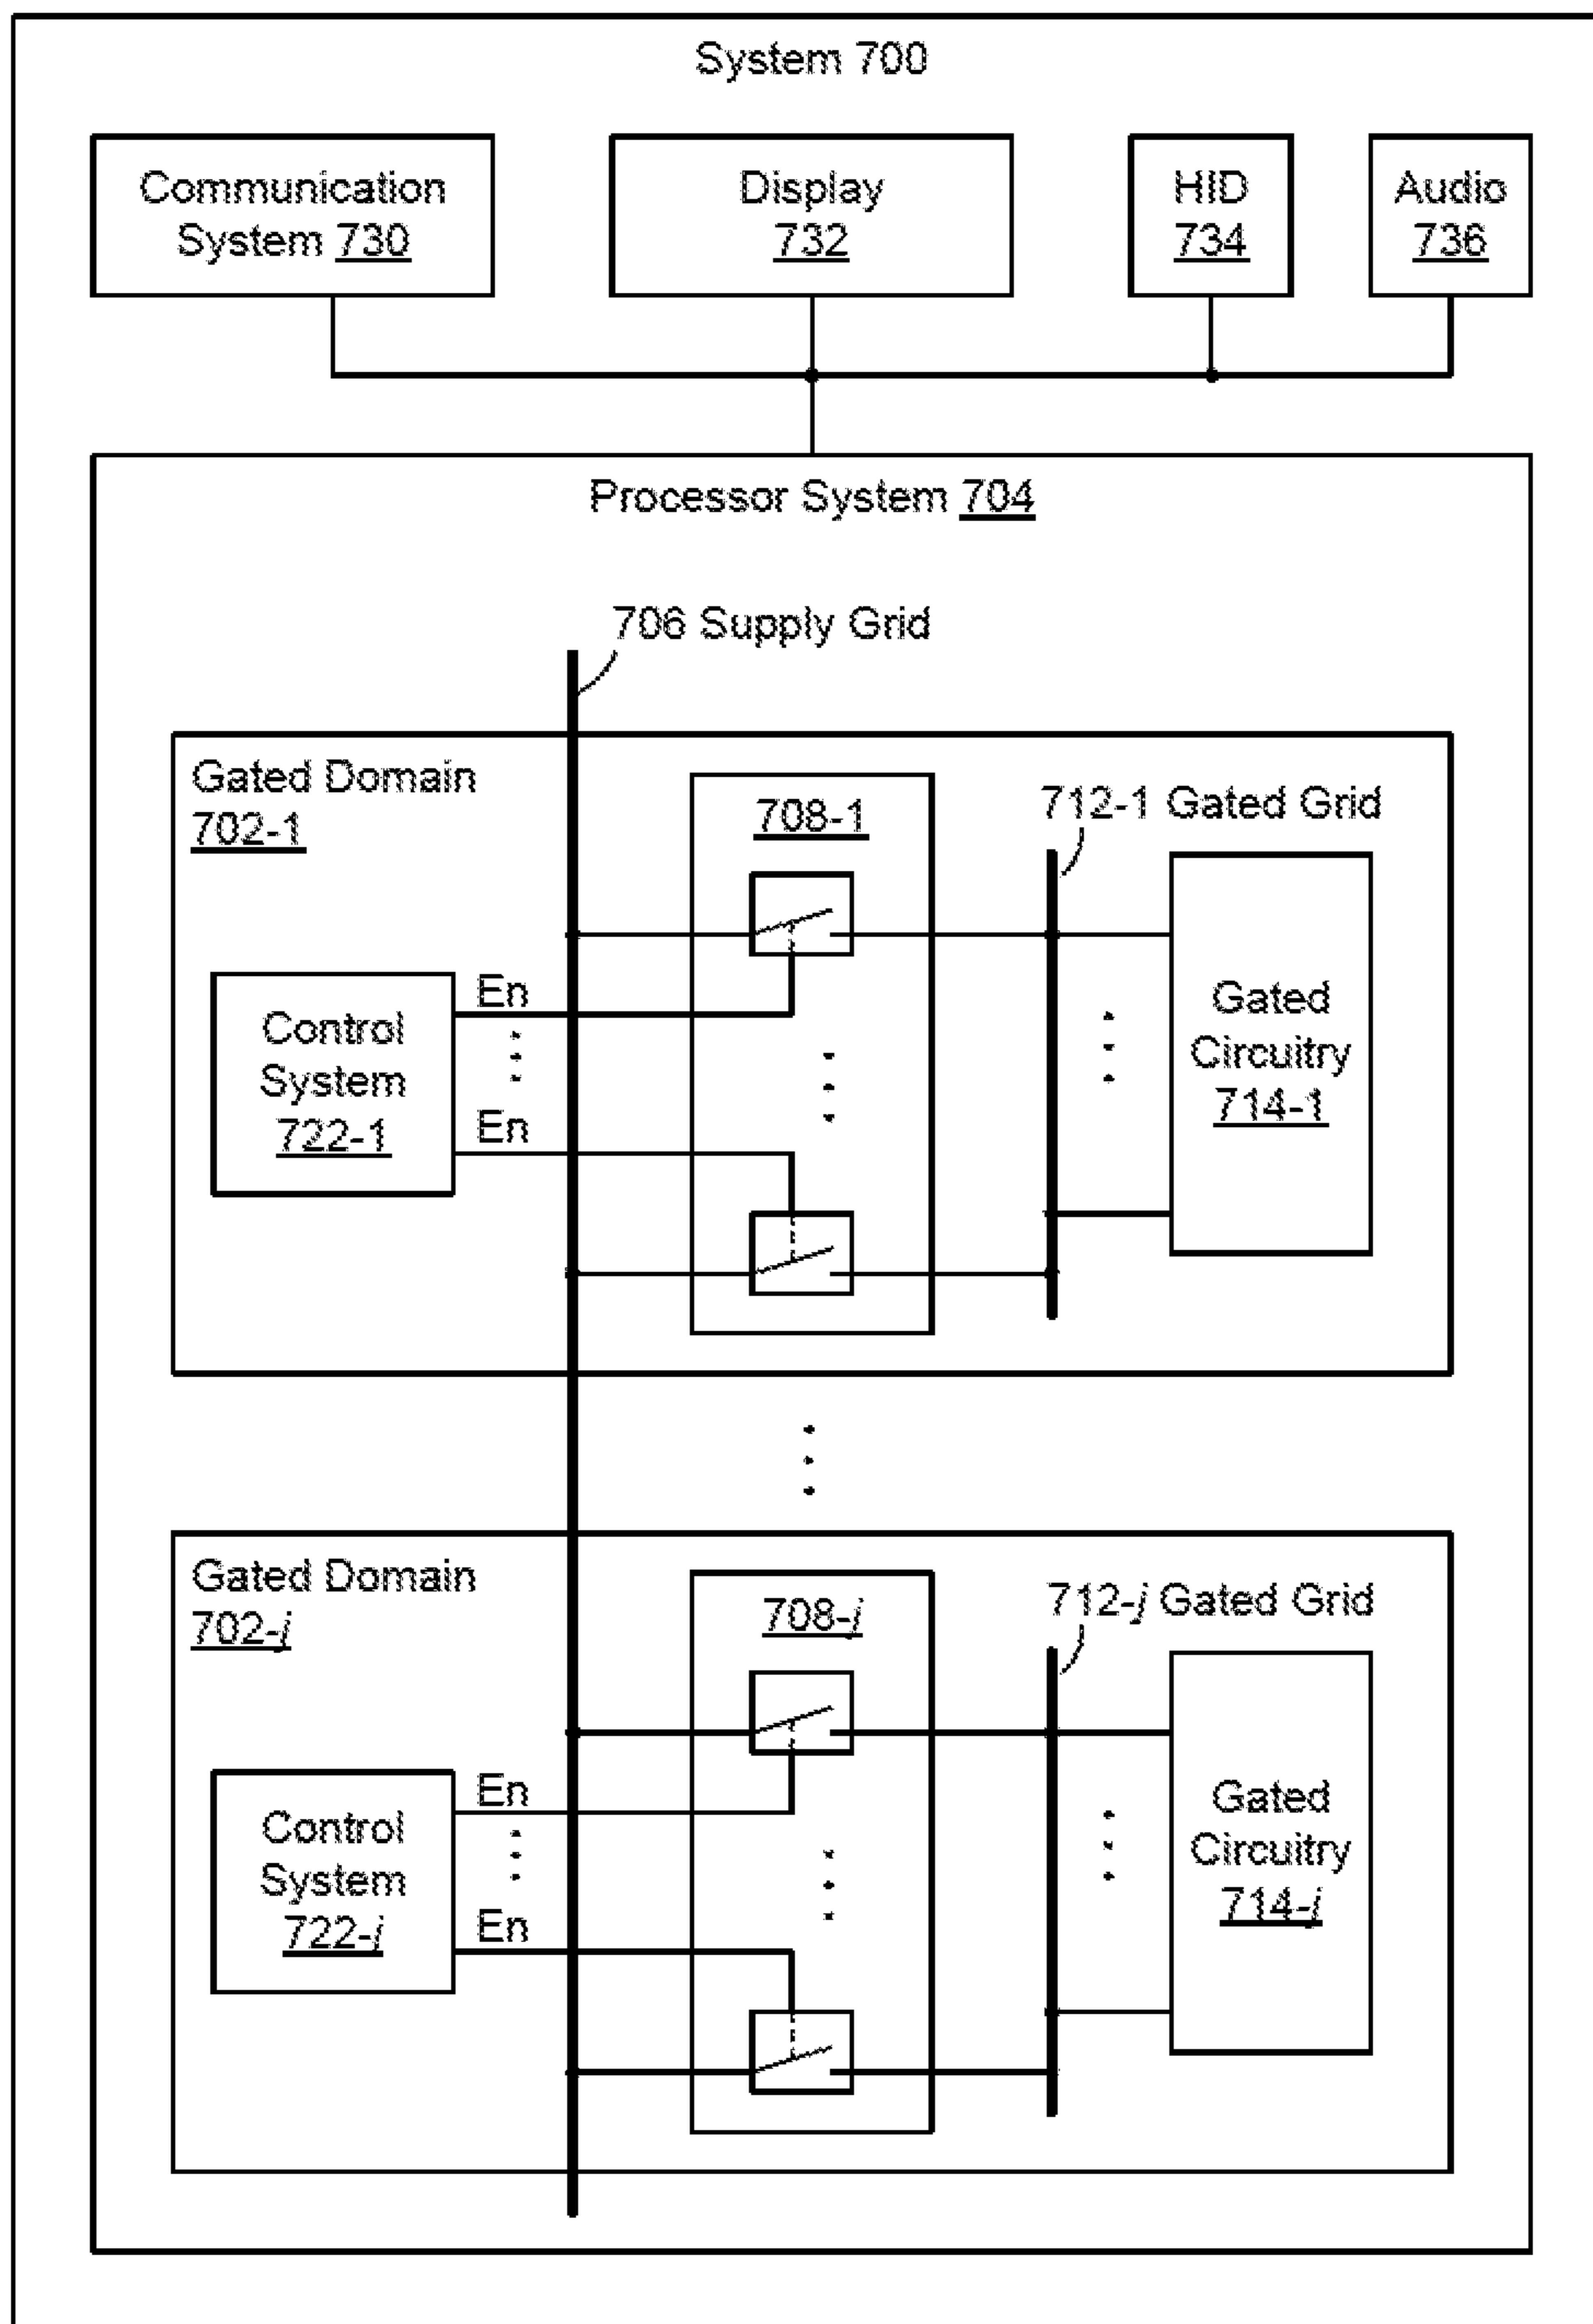 System 700
Communication
System 730
Display
732
HID
734
Audio
736
Processor System 704
706 Supply Grid
Gated Domain
702-1
708-1
712-1 Gated Grid
Control
System
722-1
En
En
Gated
Circuitry
714-1
Gated Domain
702-j
708-j
712-j Gated Grid
Control
System
722-j
En
En
Gated
Circuitry
714-j